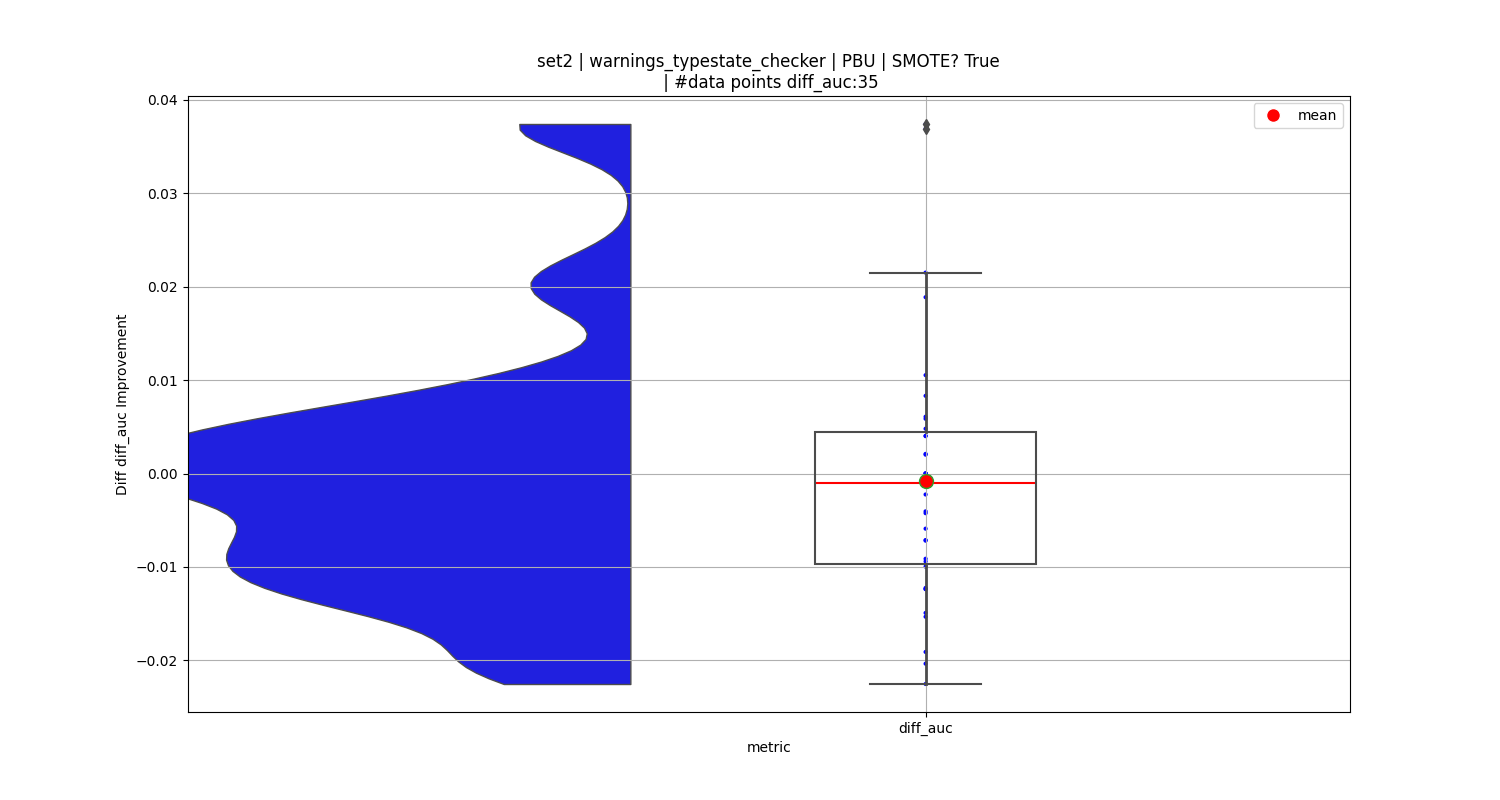 set2 | warnings_typestate_checker | PBU | SMOTE? True
| #data points diff_auc:35
mean
0.04
0.03
0.02
0.01
0.00
−0.01
−0.02
Diff diff_auc Improvement
diff_auc
metric